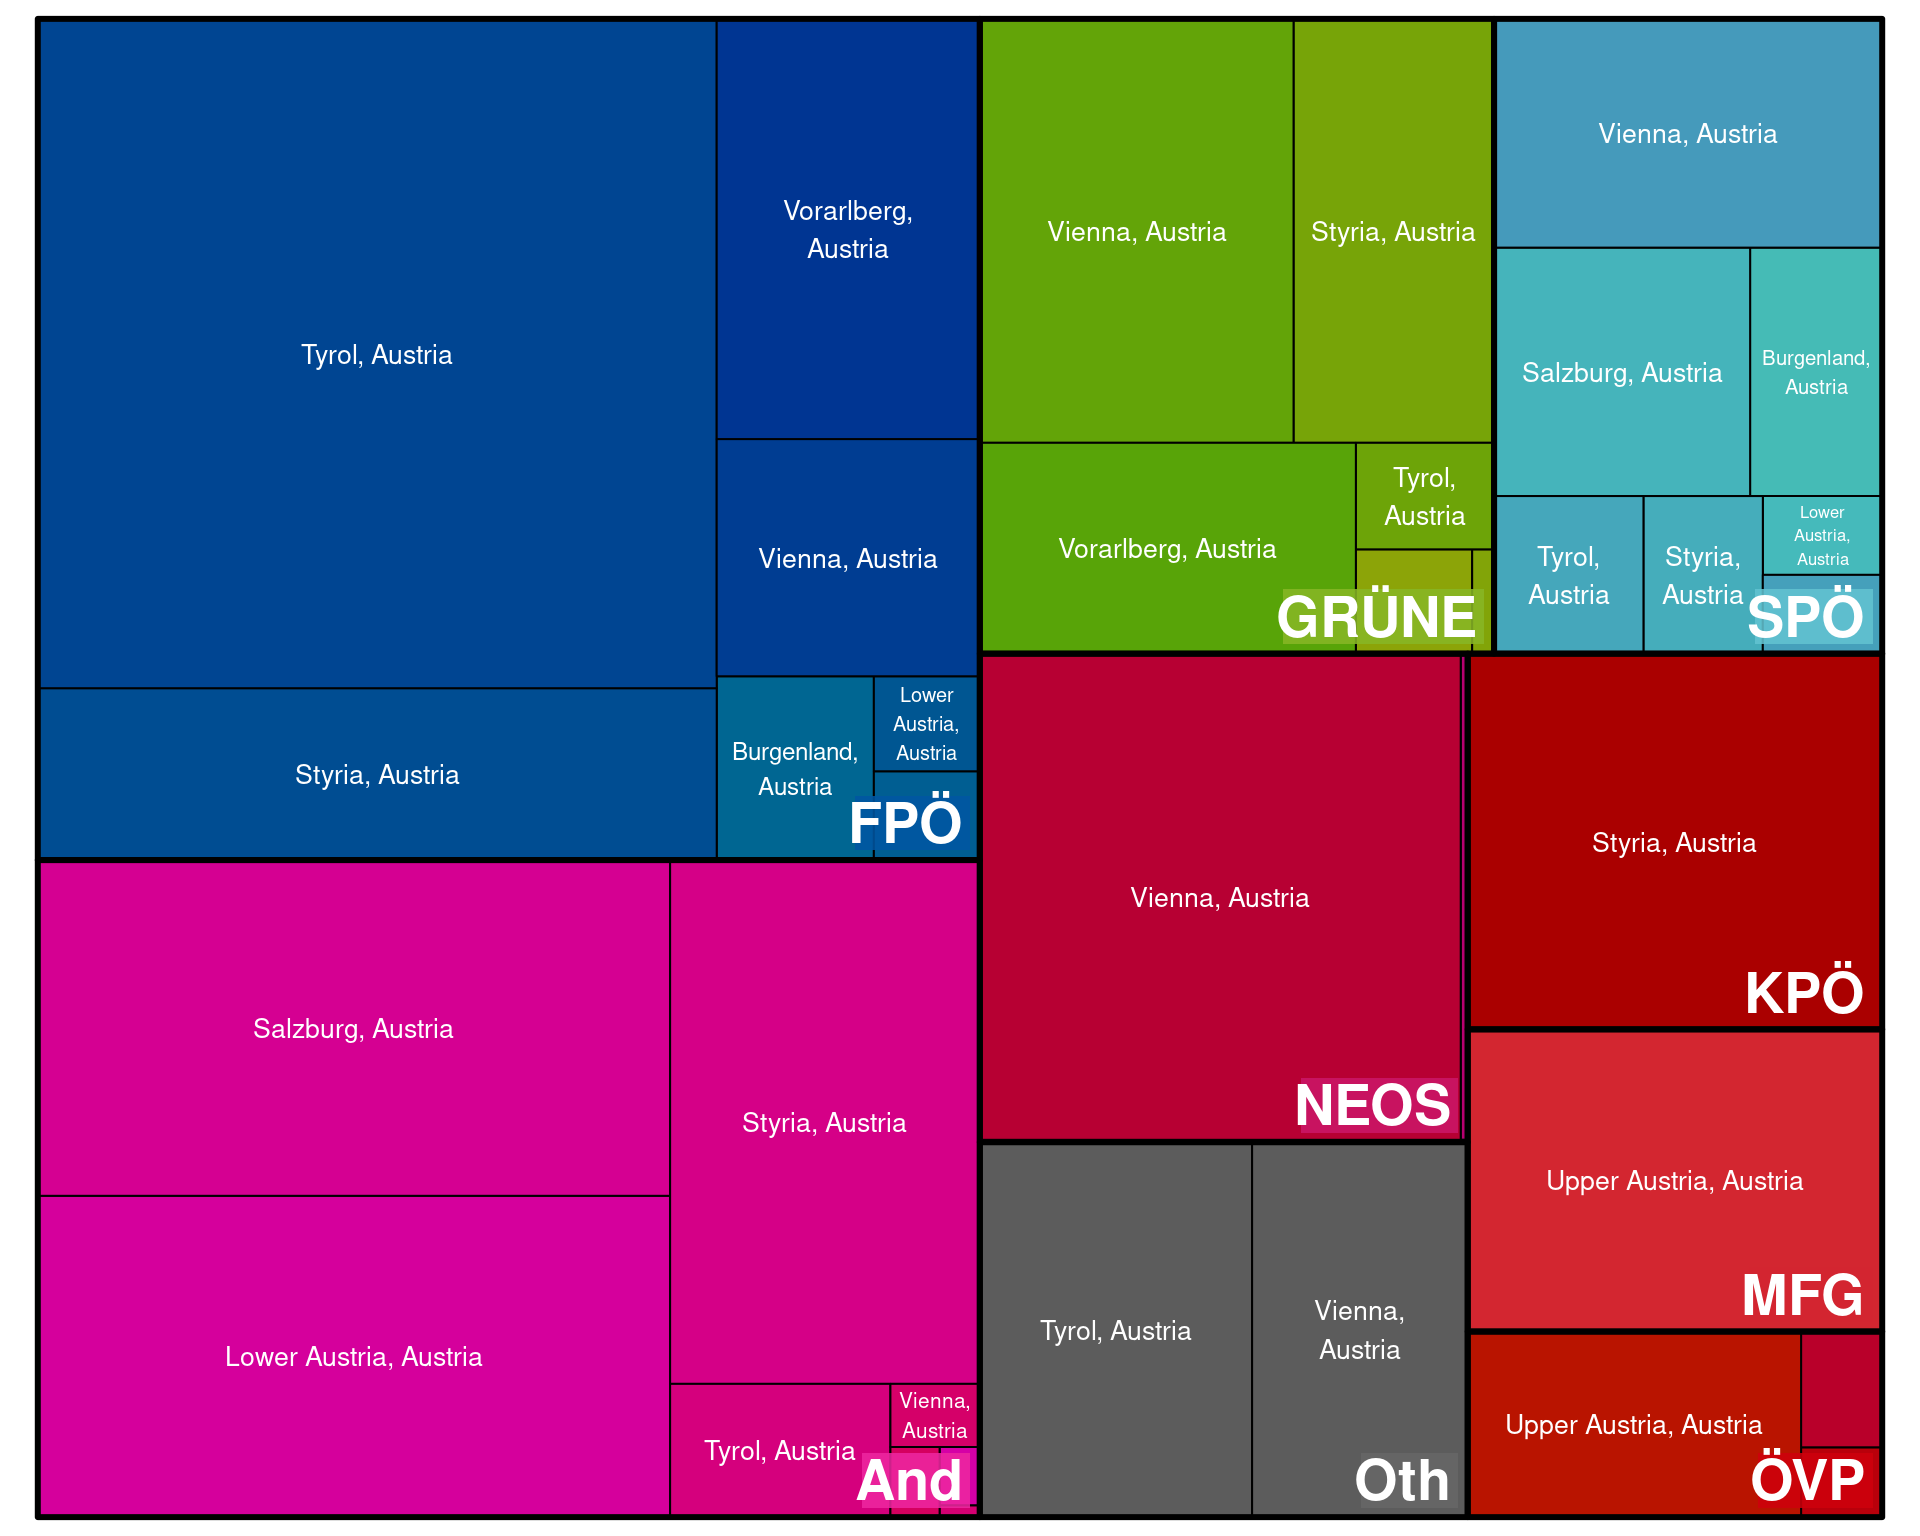 Tyrol, Austria
Vorarlberg,
Austria
Vienna, Austria
Styria, Austria
Burgenland,
Austria
Lower
Austria,
Austria
FPÖ
Vienna, Austria
Styria, Austria
Vorarlberg, Austria
Tyrol,
Austria
GRÜNE
Vienna, Austria
Salzburg, Austria
Burgenland,
Austria
Tyrol,
Austria
Styria,
Austria
Lower
Austria,
Austria
SPÖ
Salzburg, Austria
Styria, Austria
Lower Austria, Austria
Tyrol, Austria
Vienna,
Austria
And
Vienna, Austria
NEOS
Styria, Austria
KPÖ
Upper Austria, Austria
MFG
Tyrol, Austria
Vienna,
Austria
Oth
Upper Austria, Austria
ÖVP